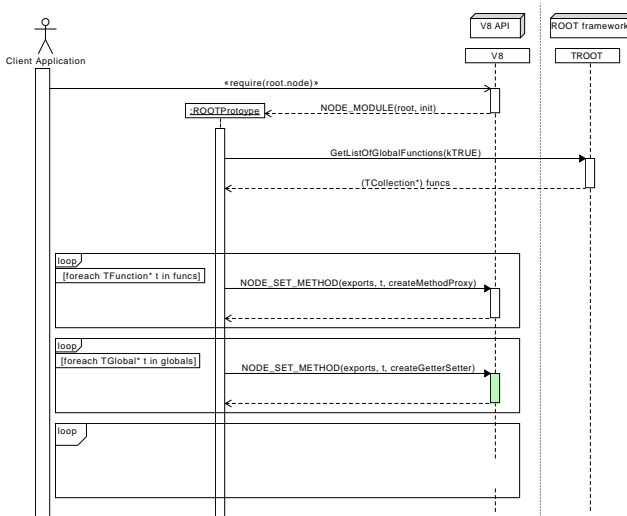 V8 API
ROOT framework
Client Application
V8
TROOT
«require(root.node)»
:ROOTProtoype
NODE_MODULE(root, init)
GetListOfGlobalFunctions(kTRUE)
(TCollection*) funcs
loop
[foreach TFunction* t in funcs]
NODE_SET_METHOD(exports, t, createMethodProxy)
loop
[foreach TGlobal* t in globals]
NODE_SET_METHOD(exports, t, createGetterSetter)
loop